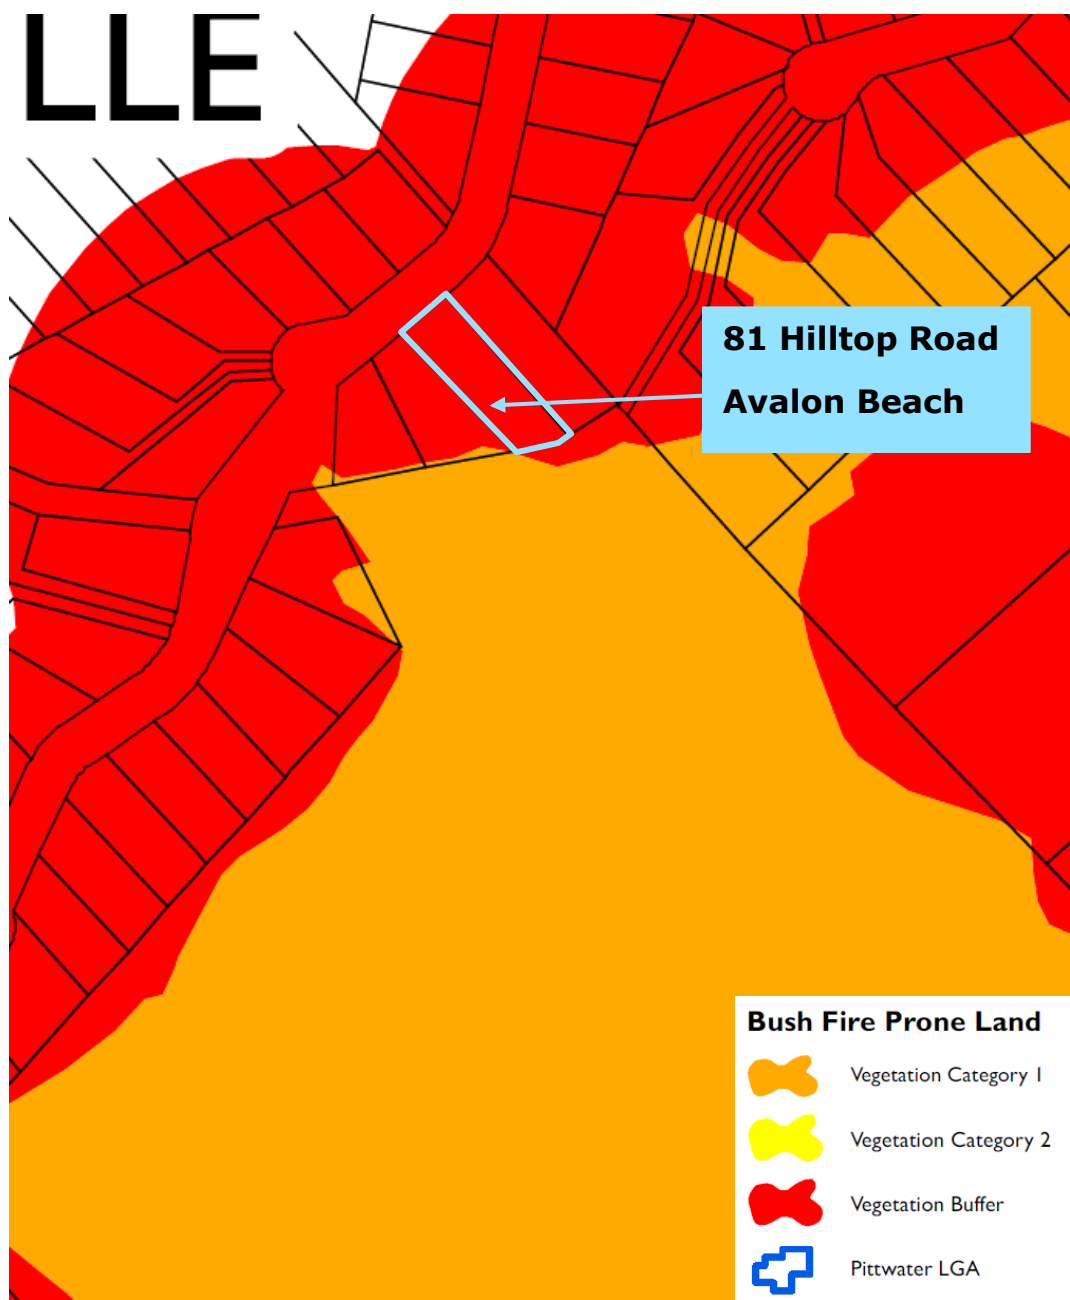 LLE
81 Hilltop Road
Avalon Beach
Bush Fire Prone Land
Vegetation Category 1
Vegetation Category 2
Vegetation Buffer
Pittwater LGA